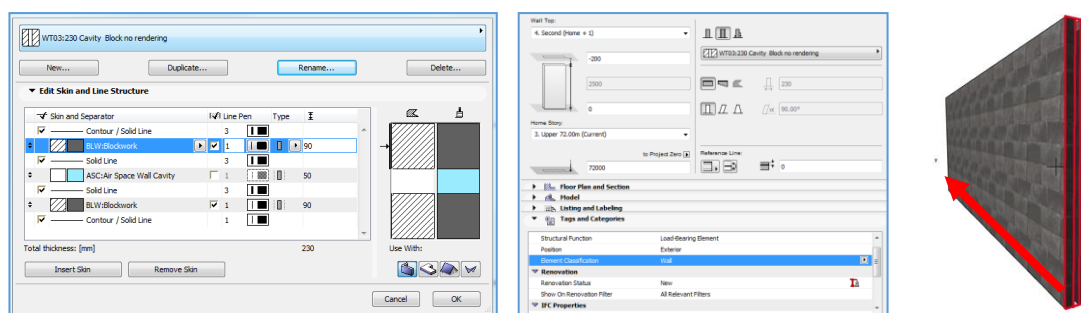 WT03:230 Cavity Block no rendering
New...
Duplicate...
Rename...
Delete...
Edit Skin and Line Structure
Skin and Separator
Line Pen
Type
Contour / Solid Line
3
BLW:Blockwork
1
90
Solid Line
3
ASC:Air Space Wall Cavity
1
50
Solid Line
3
BLW:Blockwork
1
90
Contour / Solid Line
1
Total thickness: [mm]
230
Use With:
Insert Skin
Remove Skin
Cancel
OK
Wall Top:
4. Second (Home + 1)
-200
2500
0
Home Story:
3. Upper 72.00m (Current)
to Project Zero
72000
WT03:230 Cavity Block no rendering
230
90.00°
Reference Line:
0
Floor Plan and Section
Model
Listing and Labeling
Tags and Categories
Structural Function
Load-Bearing Element
Position
Exterior
Element Classification
Wall
Renovation
Renovation Status
New
Show On Renovation Filter
All Relevant Filters
IFC Properties